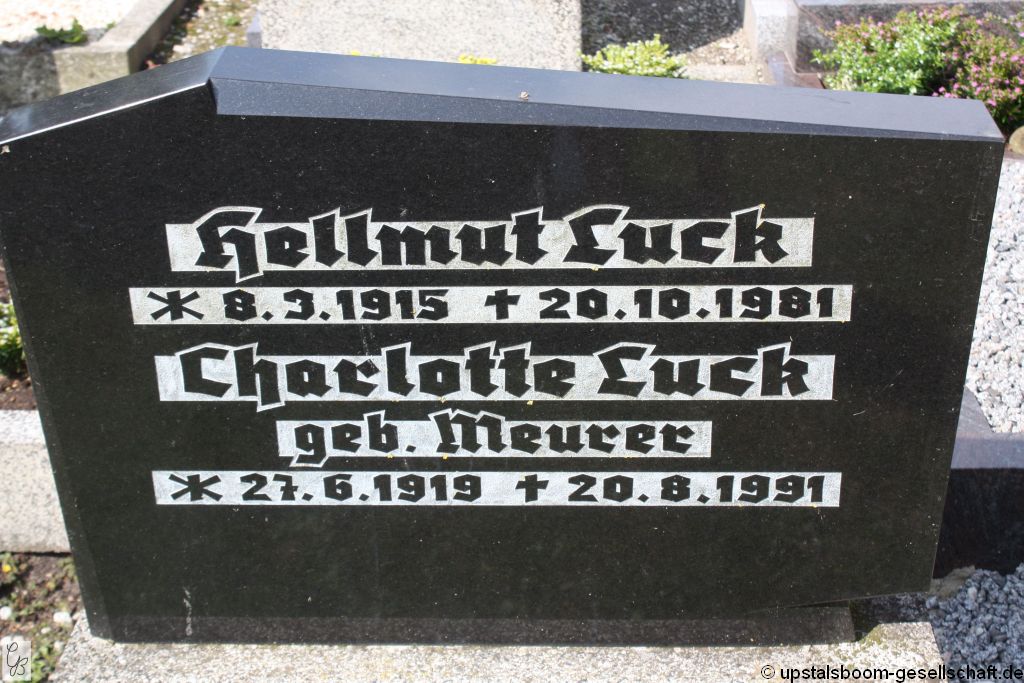 Hellmut Luck
* 8.3.1915 † 20.10.1981
Charlotte Luck
geb. Meurer
* 27.6.1919 † 20.8.1991
GB
© upstalsboom-gesellschaft.de